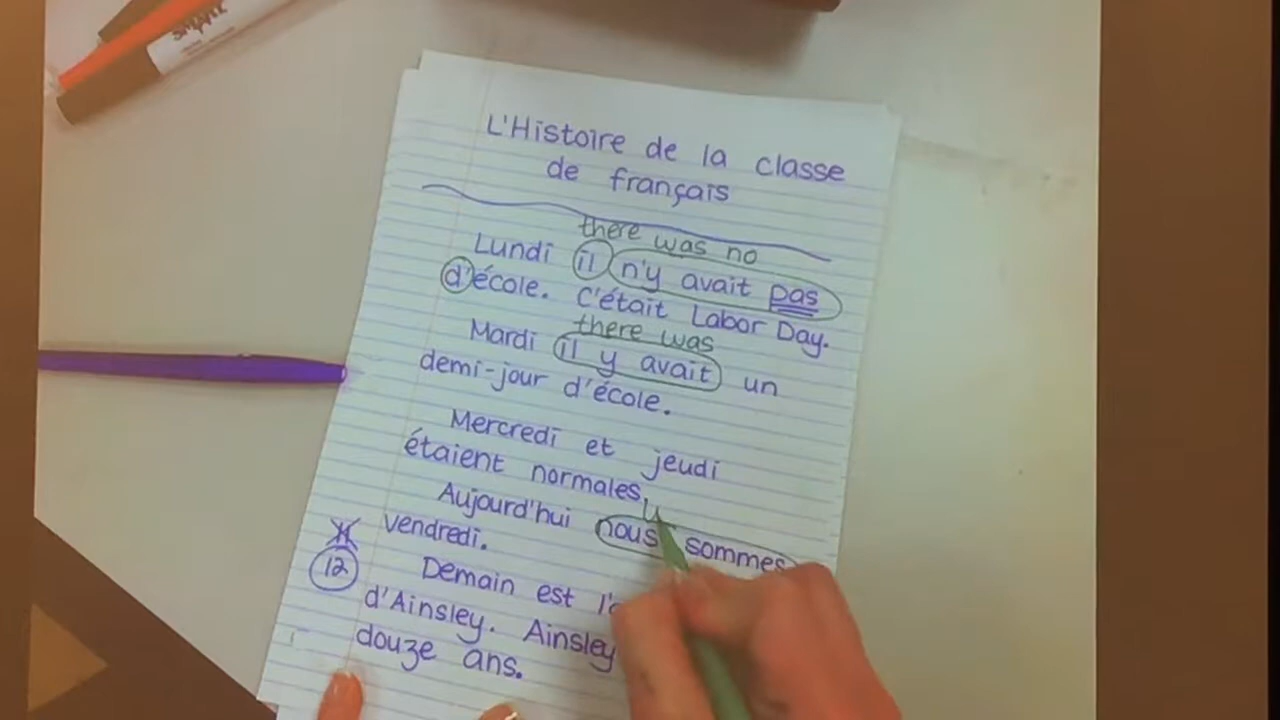 L'Histoire de la classe
de français
there was no
Lundi il n'y avait pas
d'école. C'était Labor Day.
there was
Mardi il y avait un
demi-jour d'école.
Mercredi et jeudi
étaient normales.
Aujourd'hui nous sommes
vendredi.
12
Demain est
d'Ainsley. Ainsley
douze ans.